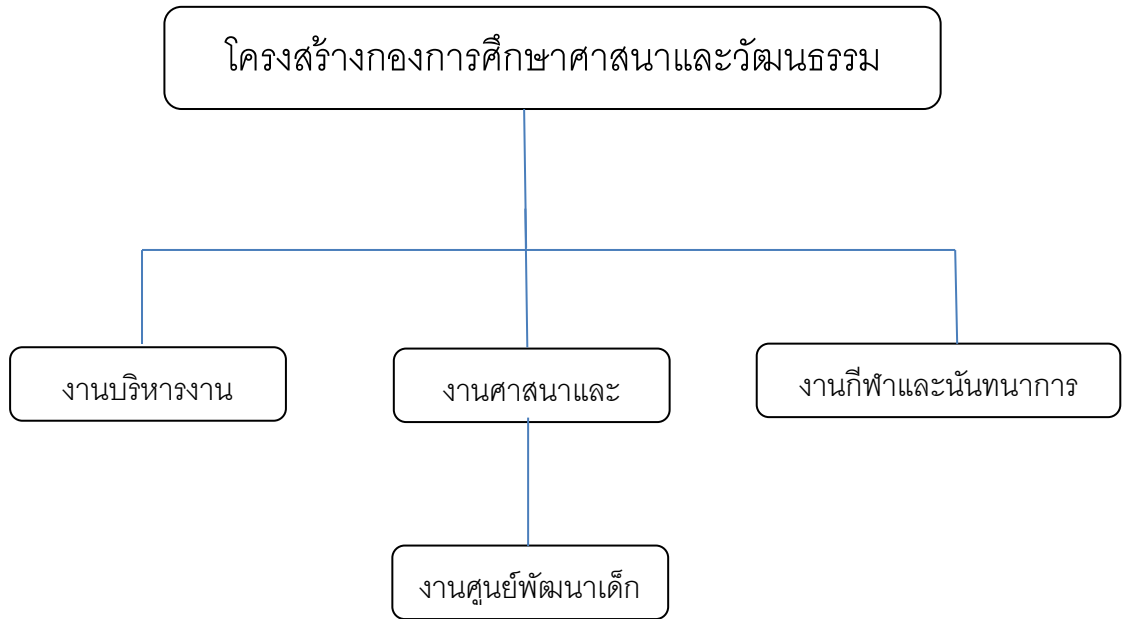 โครงสร้างกองการศึกษาศาสนาและวัฒนธรรม
งานบริหารงาน
งานศาสนาและ
งานกีฬาและนันทนาการ
งานศูนย์พัฒนาเด็ก